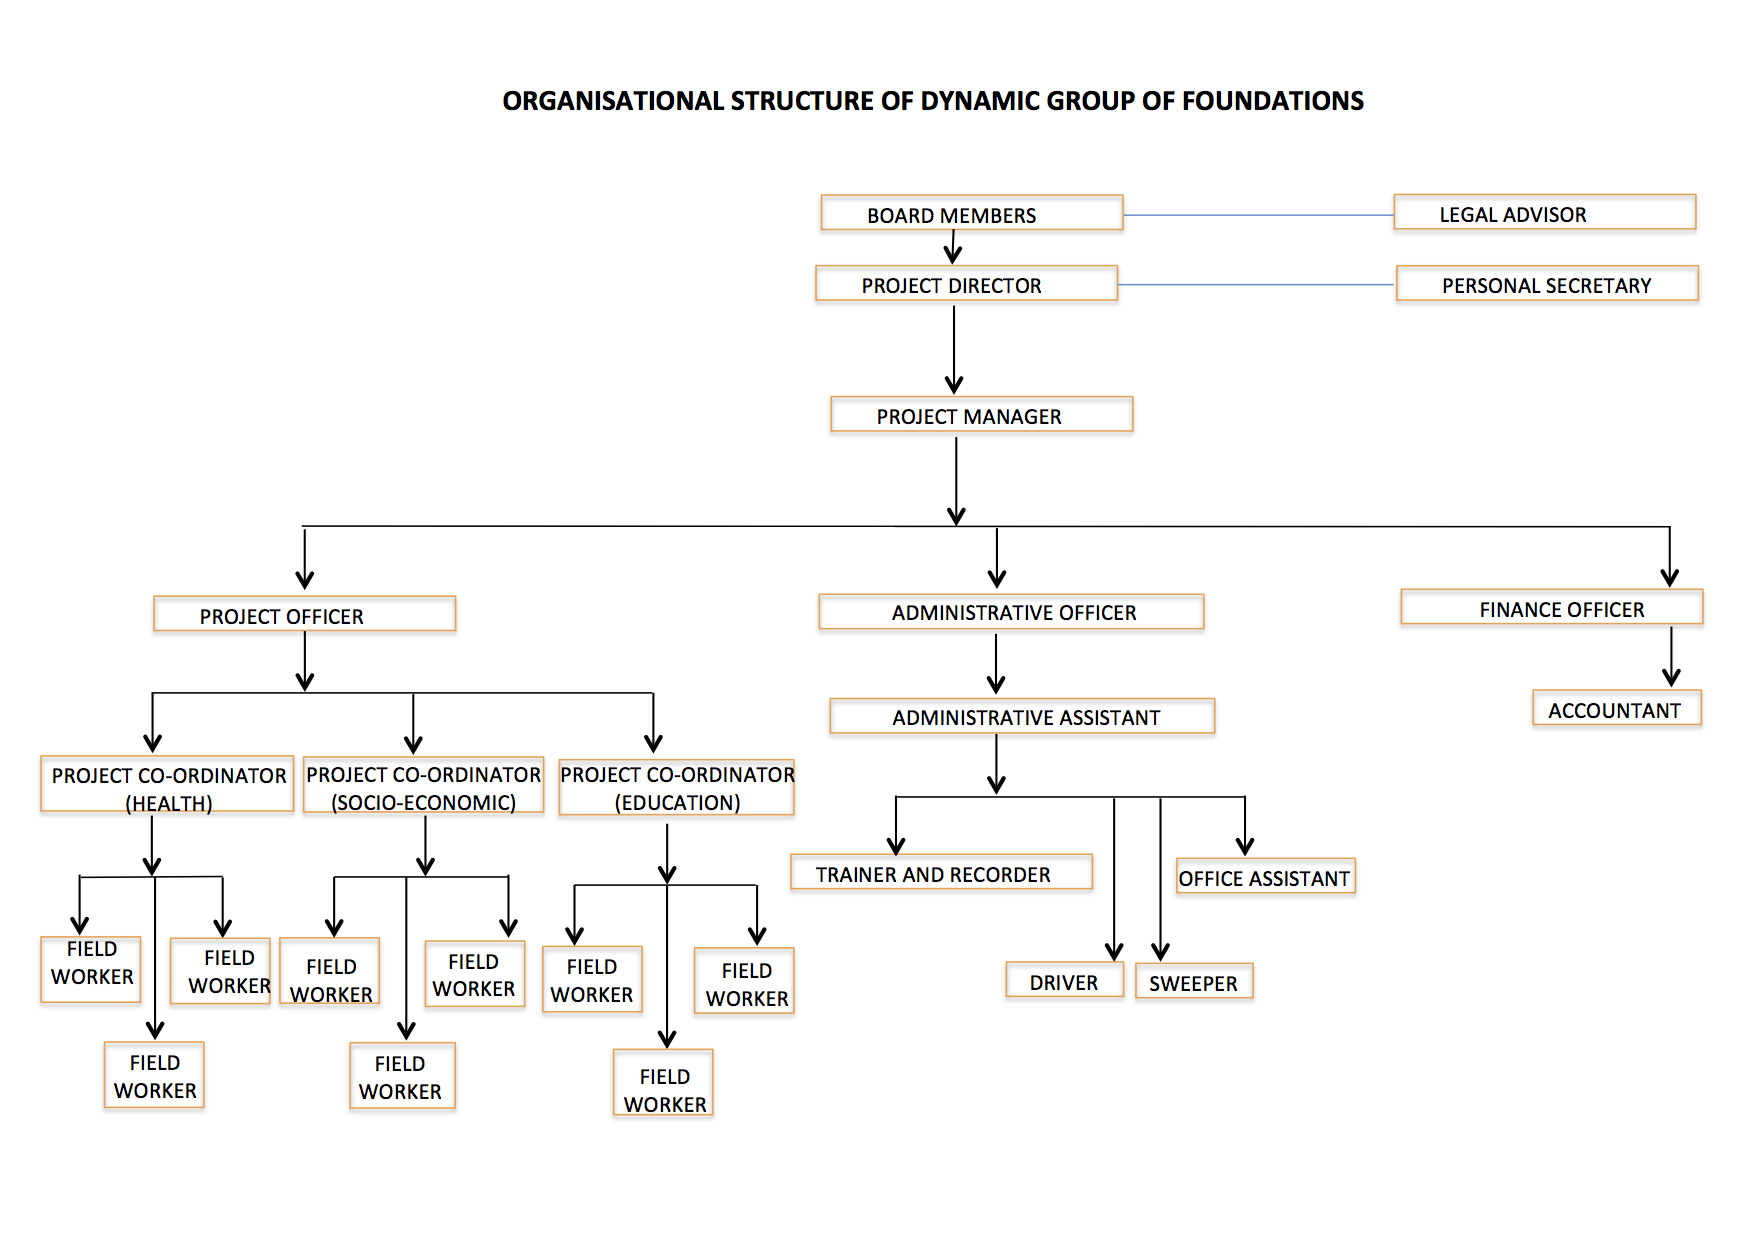 ORGANISATIONAL STRUCTURE OF DYNAMIC GROUP OF FOUNDATIONS
BOARD MEMBERS
LEGAL ADVISOR
PROJECT DIRECTOR
PERSONAL SECRETARY
PROJECT MANAGER
PROJECT OFFICER
ADMINISTRATIVE OFFICER
FINANCE OFFICER
ADMINISTRATIVE ASSISTANT
ACCOUNTANT
PROJECT CO-ORDINATOR
(HEALTH)
PROJECT CO-ORDINATOR
(SOCIO-ECONOMIC)
PROJECT CO-ORDINATOR
(EDUCATION)
TRAINER AND RECORDER
OFFICE ASSISTANT
FIELD
WORKER
FIELD
WORKER
FIELD
WORKER
FIELD
WORKER
FIELD
WORKER
FIELD
WORKER
DRIVER
SWEEPER
FIELD
WORKER
FIELD
WORKER
FIELD
WORKER